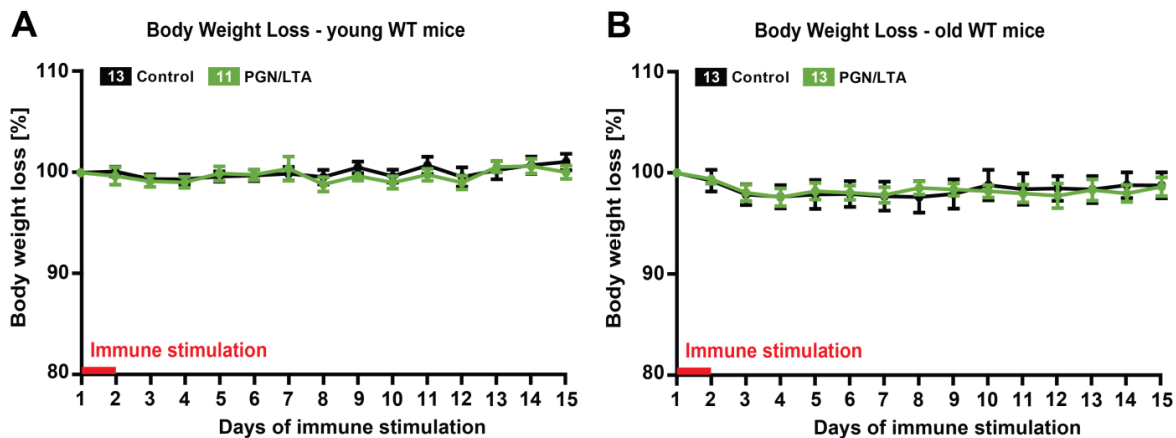 A
Body Weight Loss - young WT mice
13 Control 11 PGN/LTA
Body weight loss [%]
110
100
90
80
Immune stimulation
1 2 3 4 5 6 7 8 9 10 11 12 13 14 15
Days of immune stimulation
B
Body Weight Loss - old WT mice
13 Control 13 PGN/LTA
Body weight loss [%]
110
100
90
80
Immune stimulation
1 2 3 4 5 6 7 8 9 10 11 12 13 14 15
Days of immune stimulation